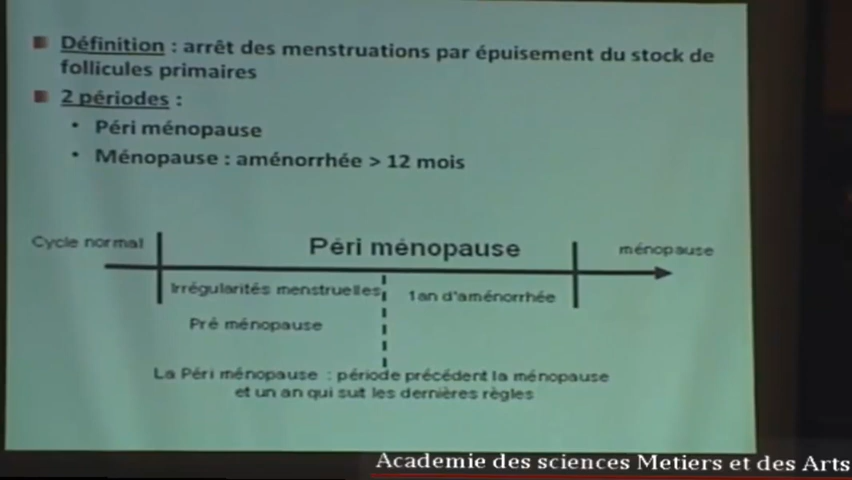 Définition : arrêt des menstruations par épuisement du stock de
follicules primaires
2 périodes :
• Péri ménopause
• Ménopause : aménorrhée > 12 mois
Cycle normal
Péri ménopause
ménopause
Irrégularités menstruelles
1an d'aménorrhée
Pré ménopause
La Péri ménopause : période précédent la ménopause
et un an qui suit les dernières règles
Academie des sciences Metiers et des Arts